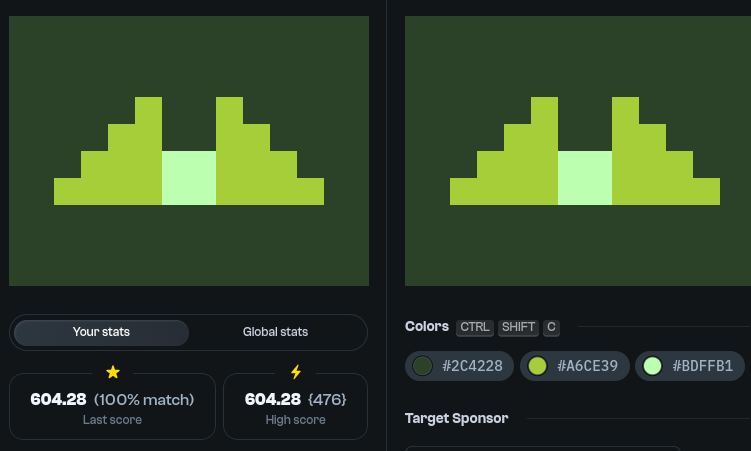 Your stats
Global stats
604.28 (100% match)
Last score
604.28 {476}
High score
Colors CTRL SHIFT C
#2C4228 #A6CE39 #BDFFB1
Target Sponsor